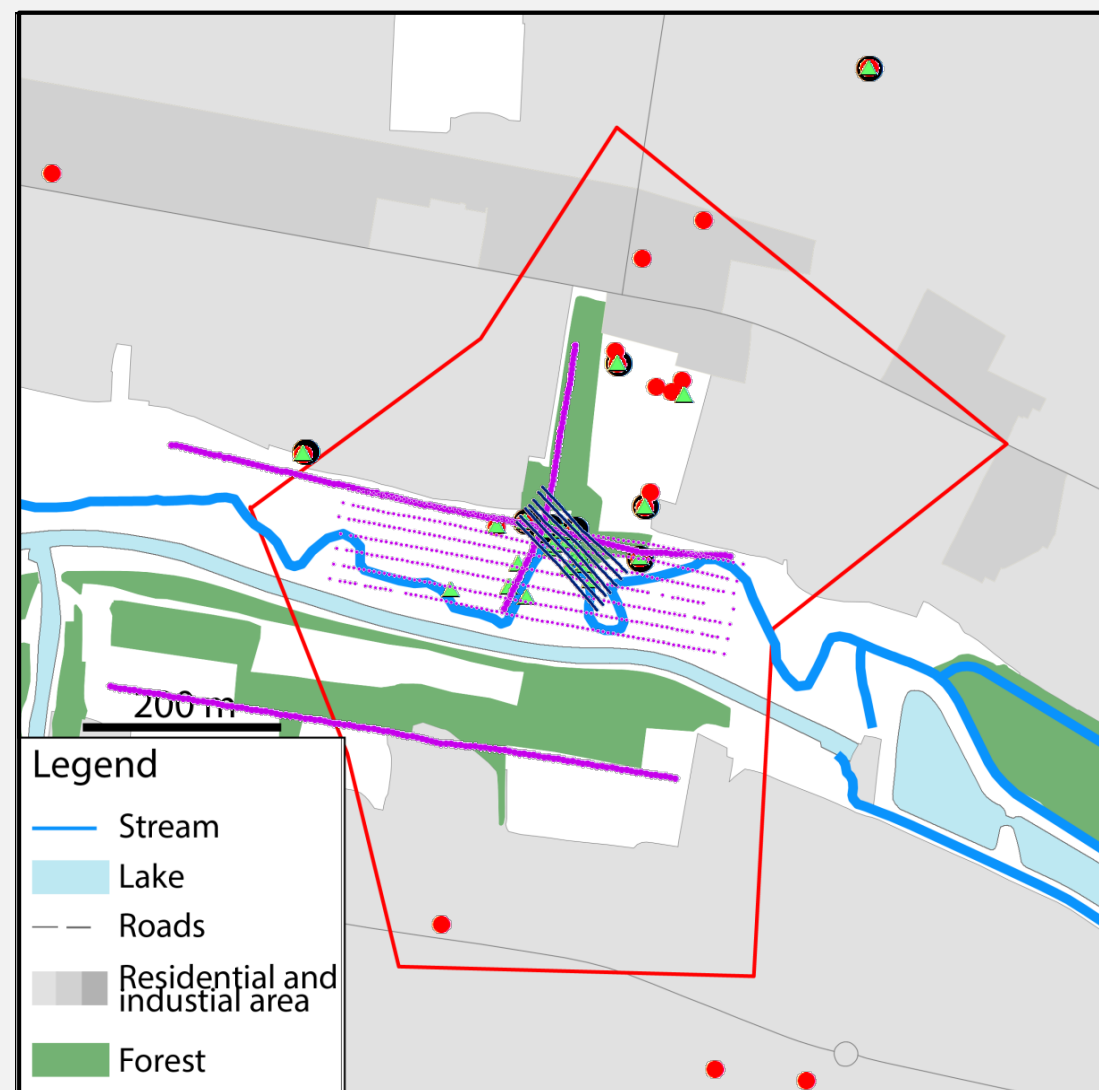 200 m
Legend
Stream
Lake
Roads
Residential and
industial area
Forest